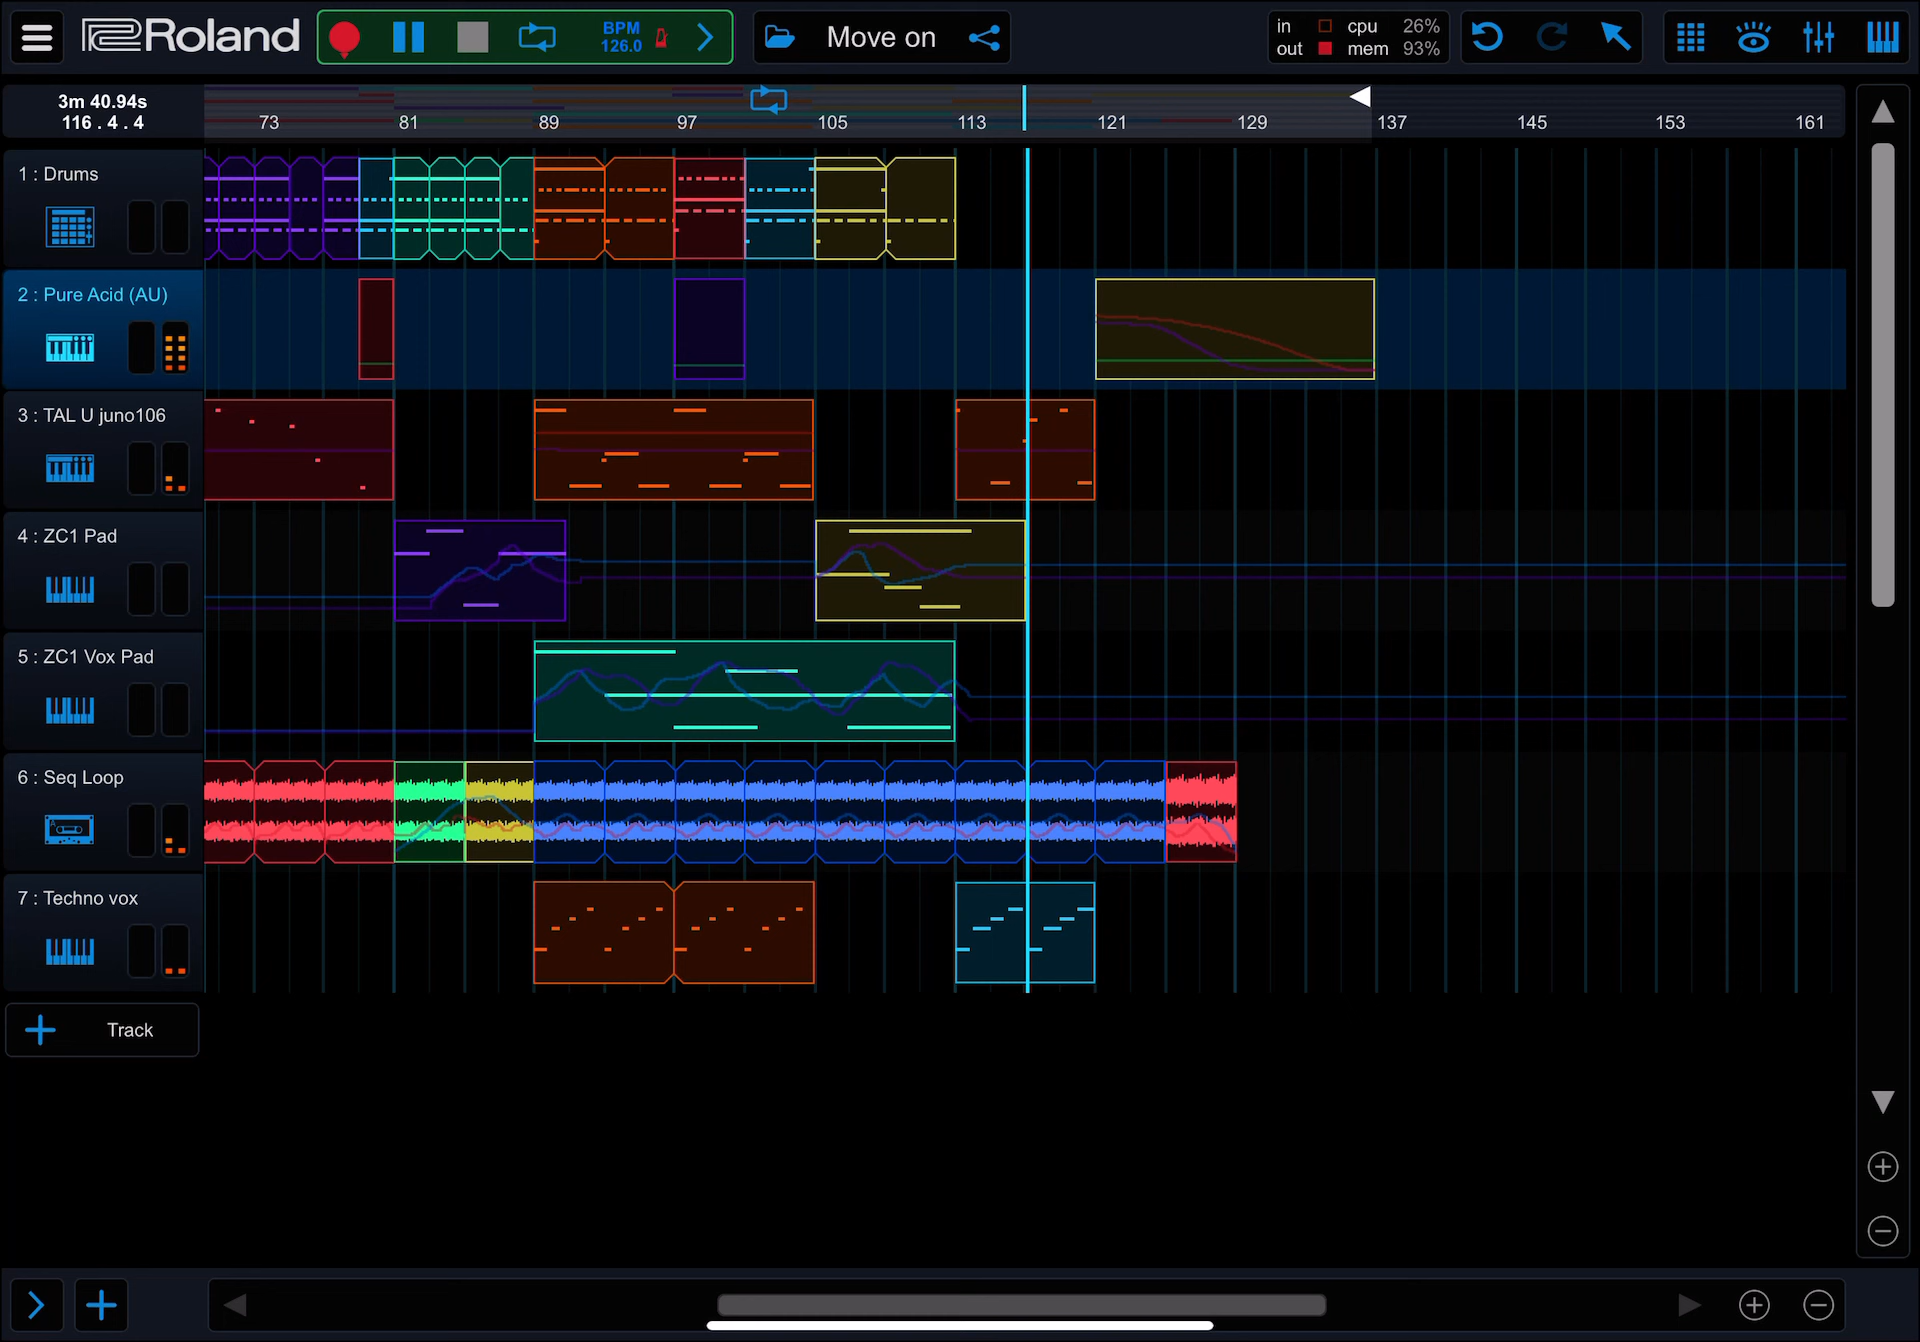 Roland
BPM
126.0
Move on
in cpu 26%
out mem 93%
3m 40.94s
116 . 4 . 4
73 81 89 97 105 113 121 129 137 145 153 161
1 : Drums
2 : Pure Acid (AU)
3 : TAL U juno106
4 : ZC1 Pad
5 : ZC1 Vox Pad
6 : Seq Loop
7 : Techno vox
Track